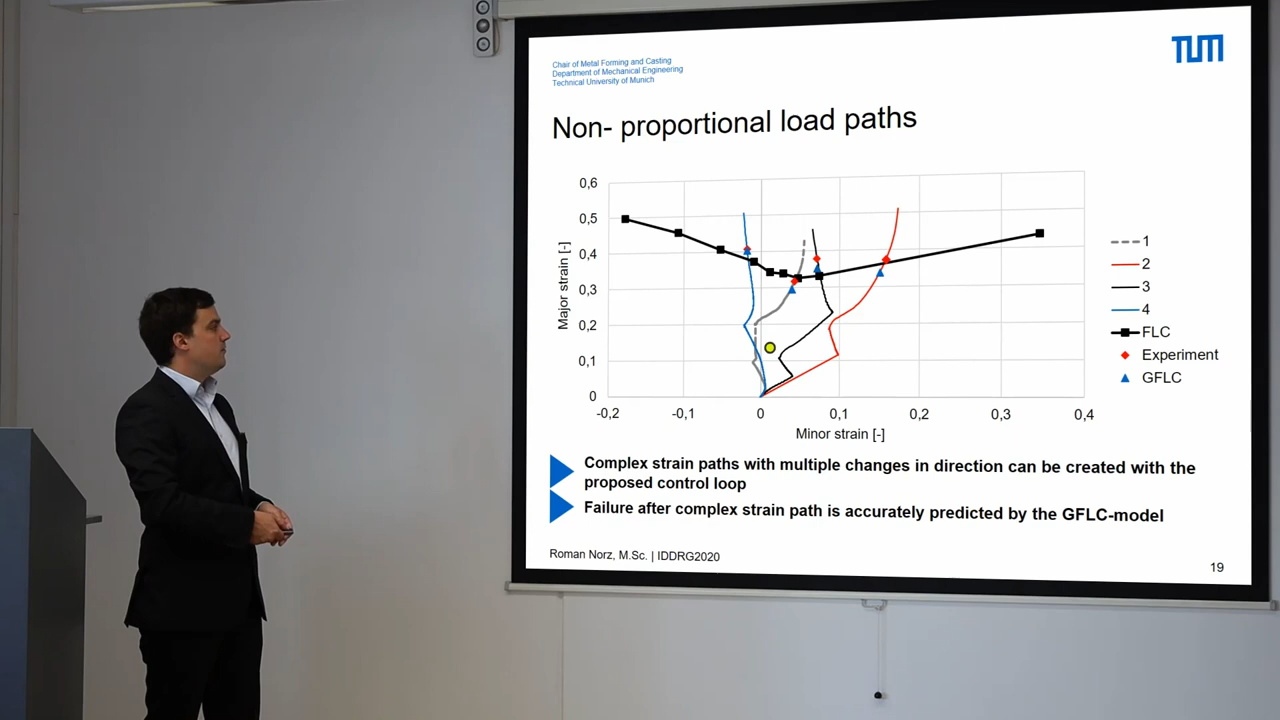 Chair of Metal Forming and Casting
Department of Mechanical Engineering
Technical University of Munich
TUM
Non- proportional load paths
0,6
0,5
0,4
0,3
0,2
0,1
0
Major strain [-]
-0,2 -0,1 0 0,1 0,2 0,3 0,4
Minor strain [-]
1
2
3
4
FLC
Experiment
GFLC
Complex strain paths with multiple changes in direction can be created with the
proposed control loop
Failure after complex strain path is accurately predicted by the GFLC-model
Roman Norz, M.Sc. | IDDRG2020
19